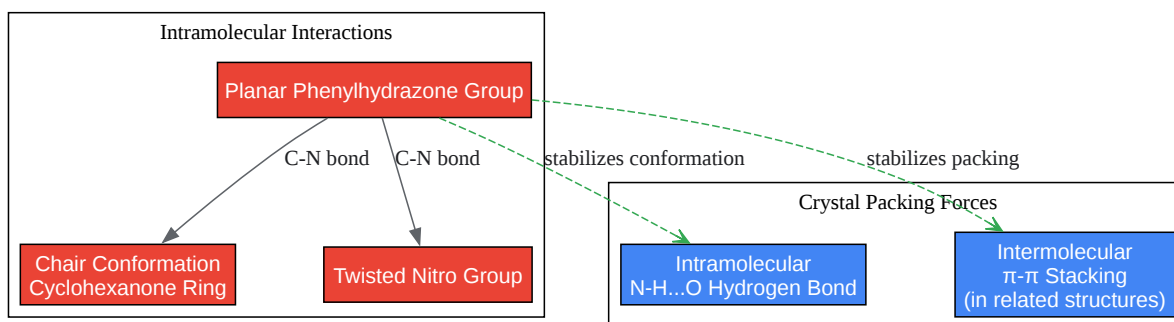 Intramolecular Interactions
Planar Phenylhydrazone Group
C-N bond
C-N bond
stabilizes conformation
stabilizes packing
Crystal Packing Forces
Chair Conformation
Cyclohexanone Ring
Twisted Nitro Group
Intramolecular
N-H...O Hydrogen Bond
Intermolecular
π-π Stacking
(in related structures)